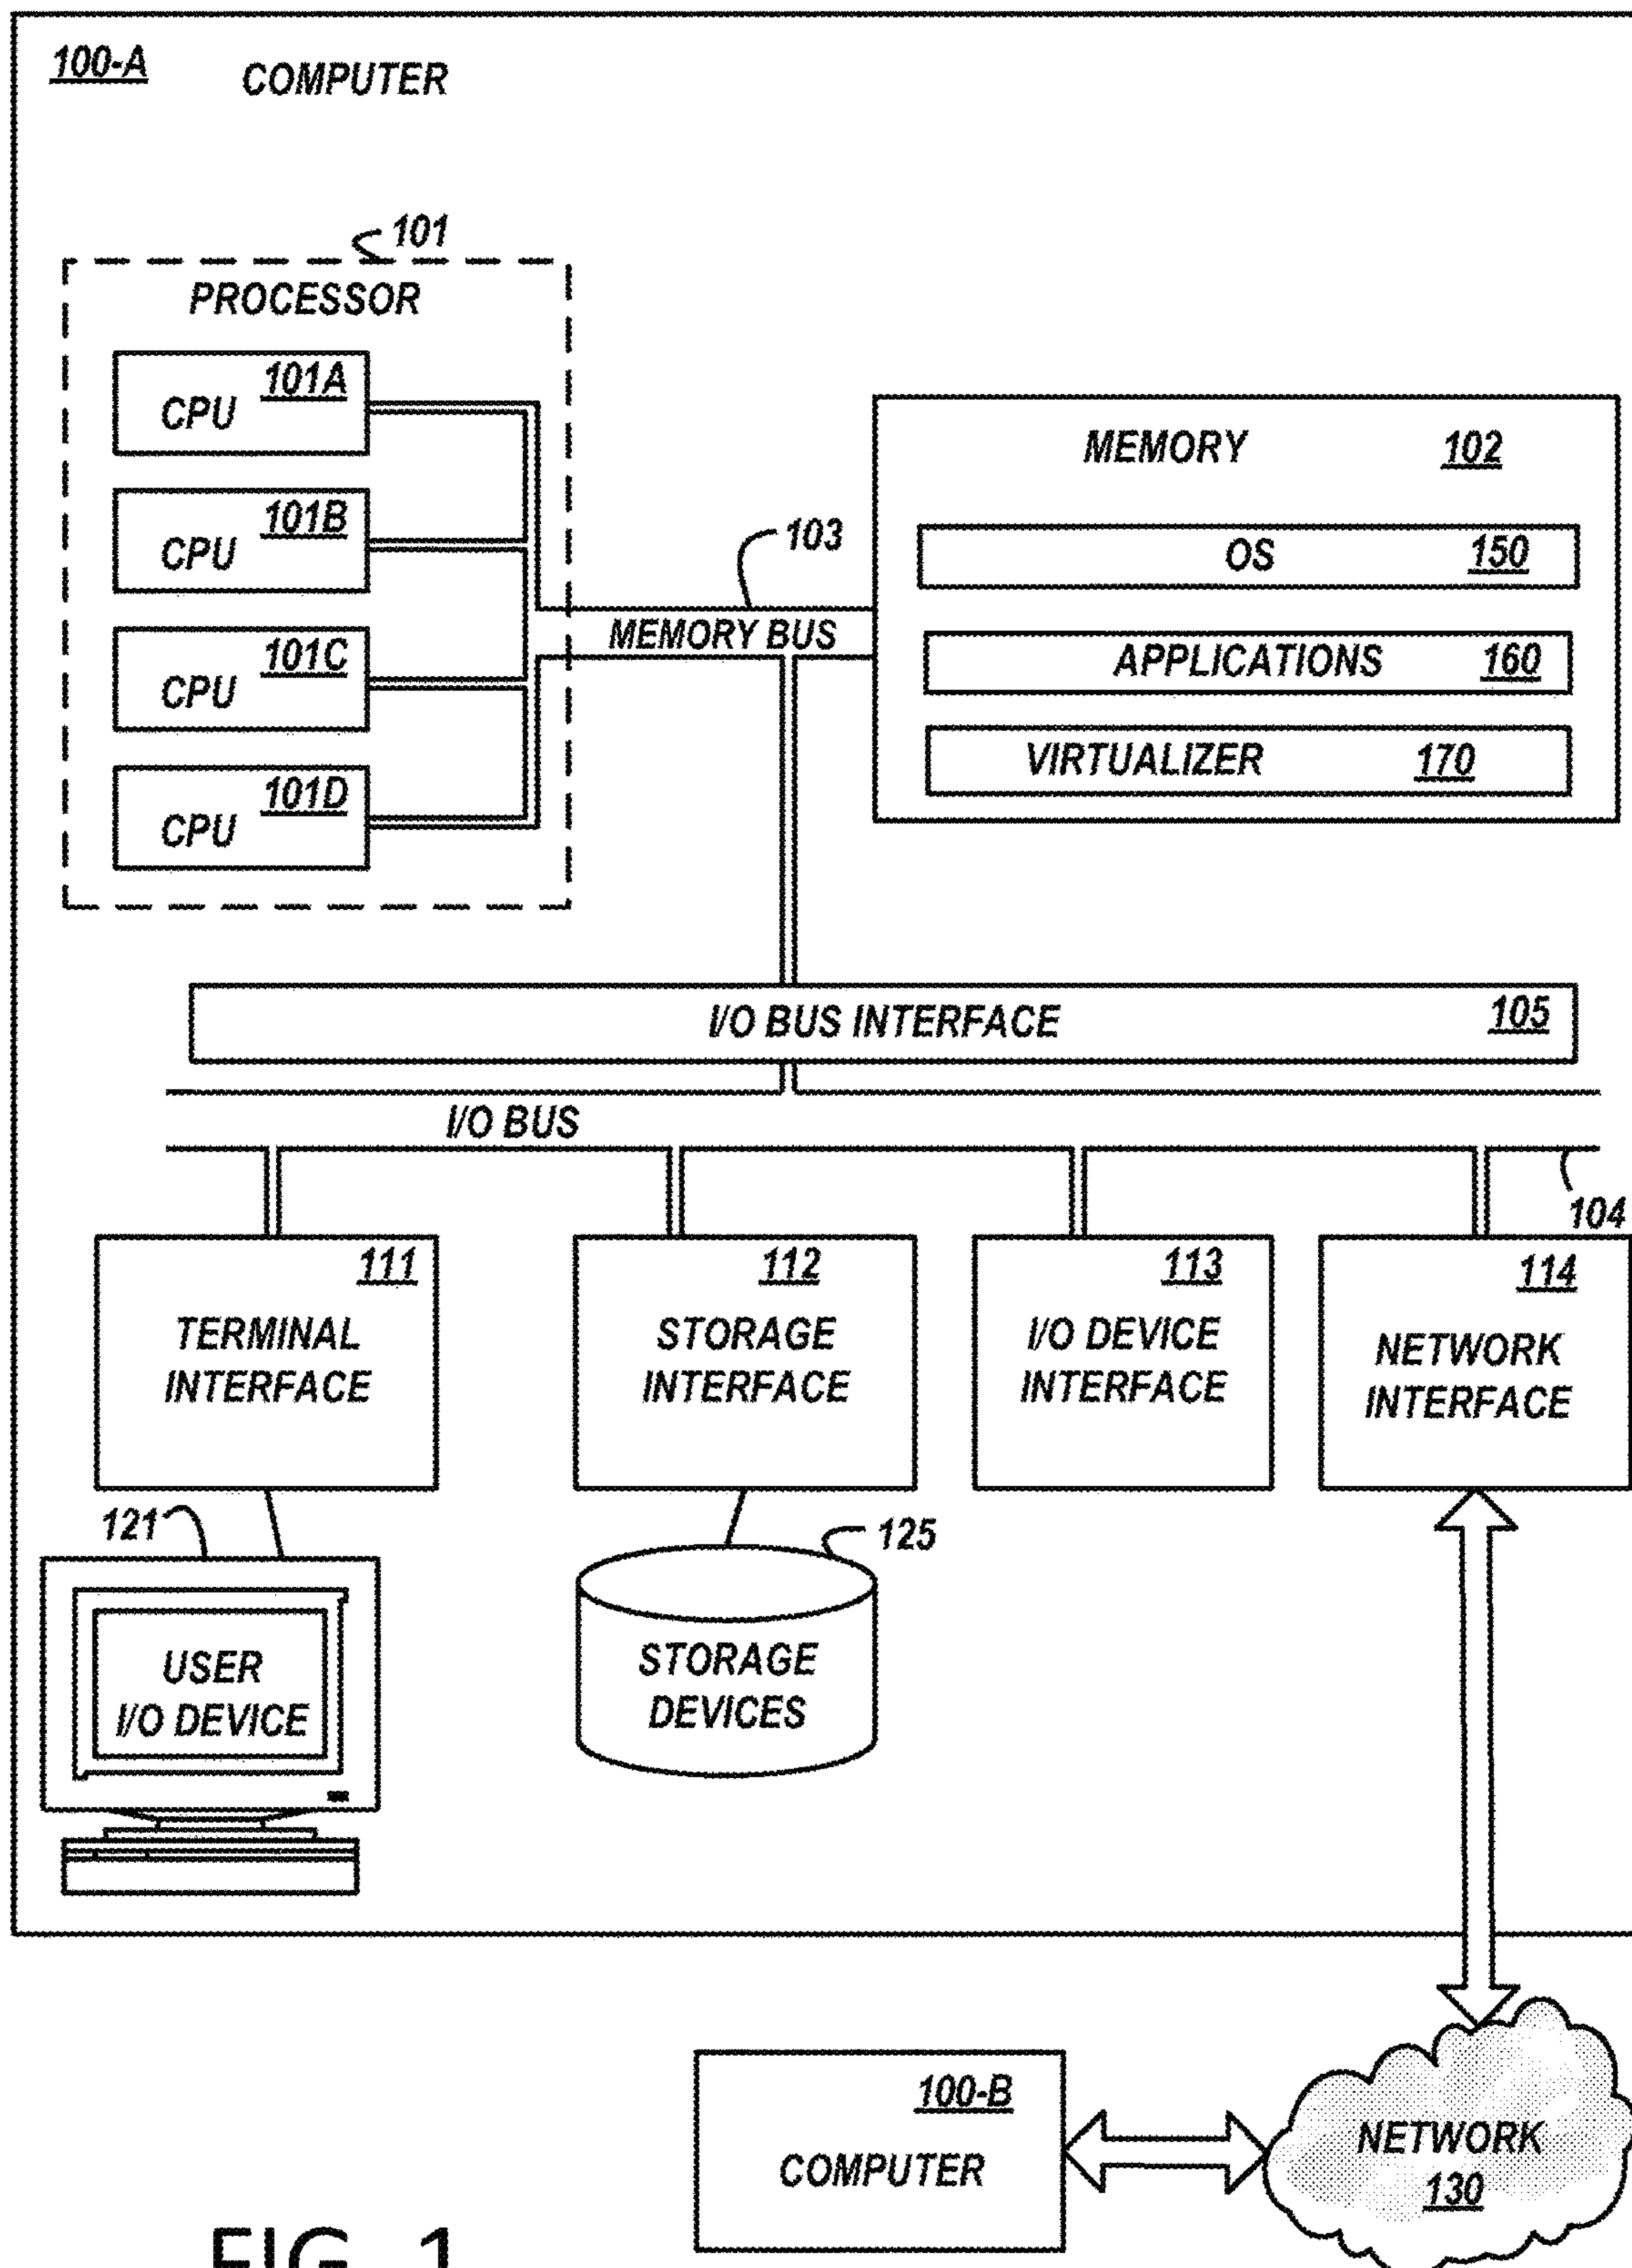 100-A COMPUTER
101
PROCESSOR
101A
CPU
101B
CPU
101C
CPU
101D
CPU
103
MEMORY BUS
MEMORY 102
OS 150
APPLICATIONS 160
VIRTUALIZER 170
I/O BUS INTERFACE 105
I/O BUS
104
111
TERMINAL
INTERFACE
112
STORAGE
INTERFACE
113
I/O DEVICE
INTERFACE
114
NETWORK
INTERFACE
121
USER
I/O DEVICE
125
STORAGE
DEVICES
100-B
COMPUTER
NETWORK
130
FIG. 1